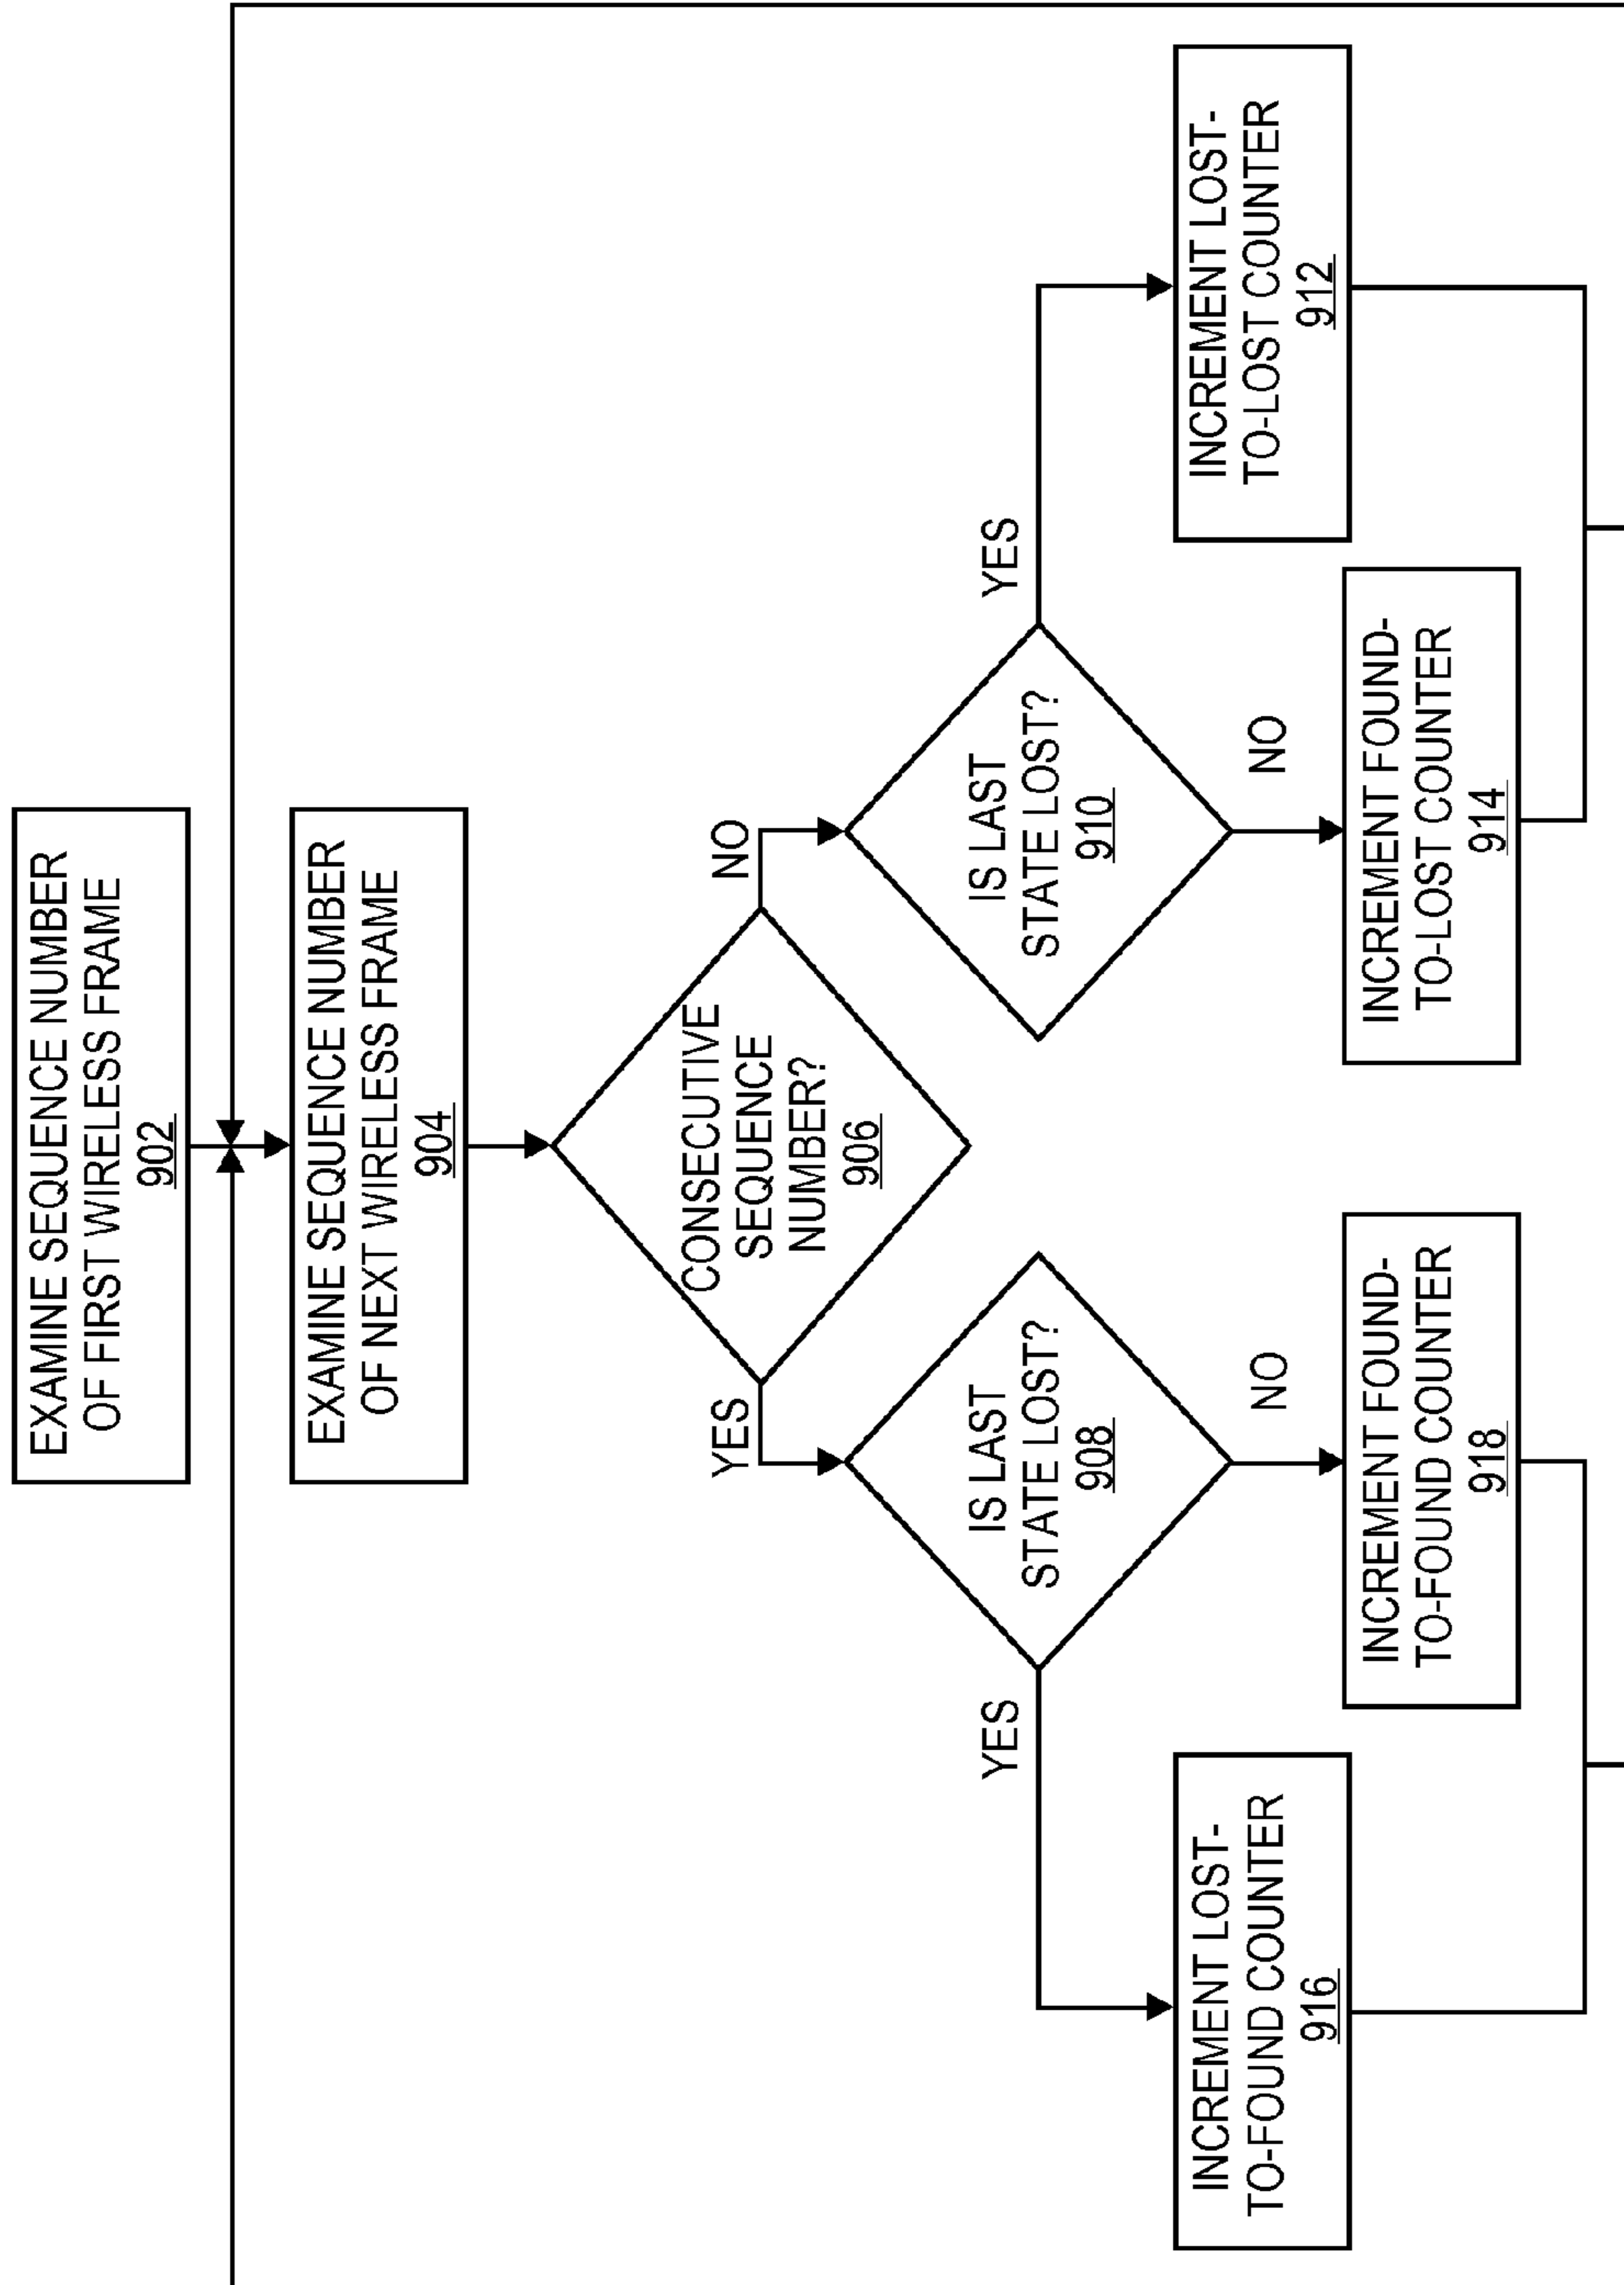 EXAMINE SEQUENCE NUMBER
OF FIRST WIRELESS FRAME
902
EXAMINE SEQUENCE NUMBER
OF NEXT WIRELESS FRAME
904
CONSECUTIVE
SEQUENCE
NUMBER?
906
YES
NO
IS LAST
STATE LOST?
908
IS LAST
STATE LOST?
910
YES
NO
NO
YES
INCREMENT LOST-
TO-FOUND COUNTER
916
INCREMENT FOUND-
TO-FOUND COUNTER
918
INCREMENT FOUND-
TO-LOST COUNTER
914
INCREMENT LOST-
TO-LOST COUNTER
912